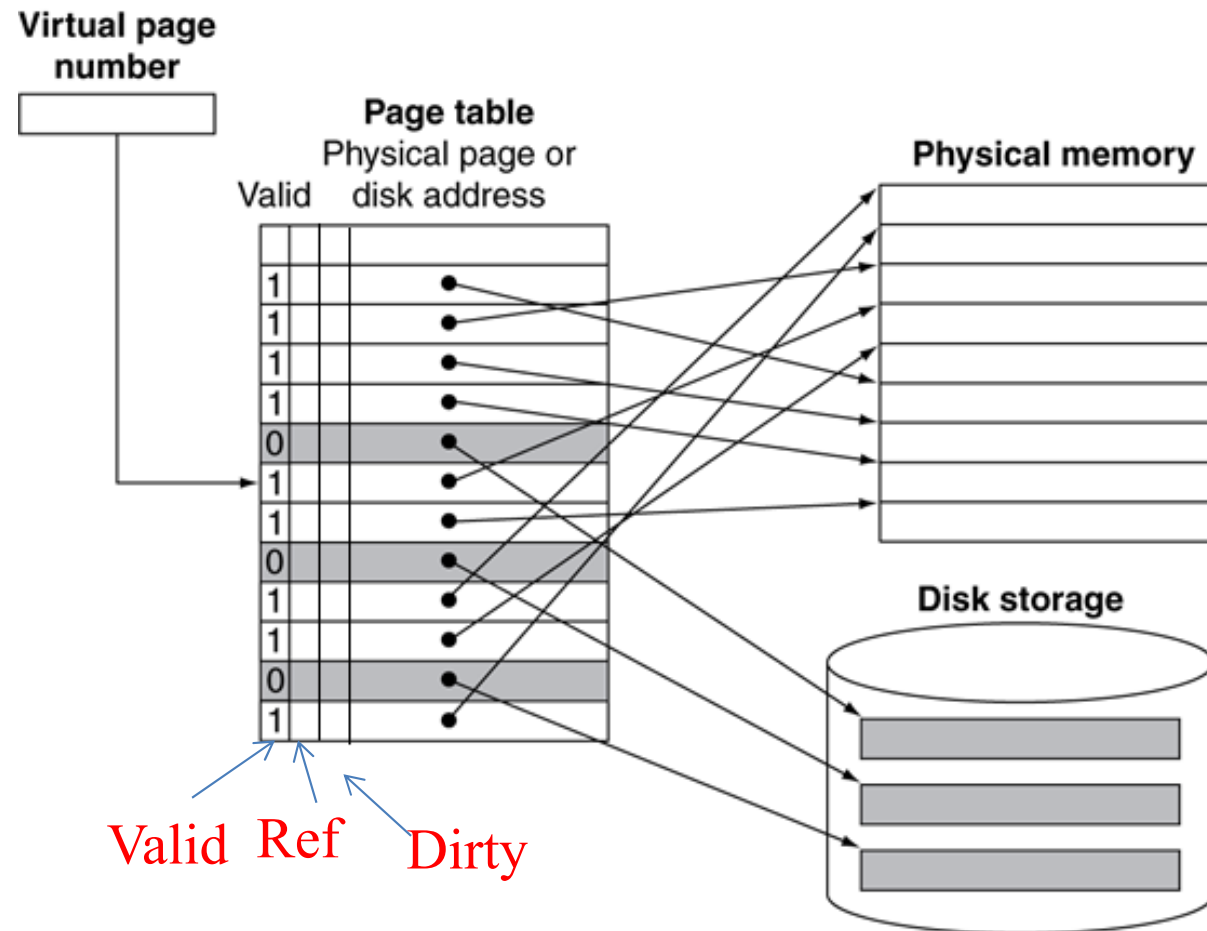 Virtual page
number
Page table
Physical page or
Valid disk address
Physical memory
1
1
1
1
0
1
1
0
1
1
0
1
Disk storage
Valid Ref Dirty